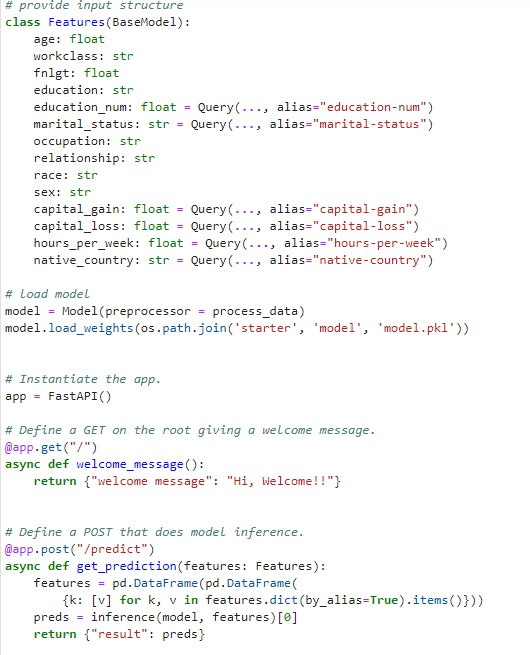 # provide input structure
class Features(BaseModel):
    age: float
    workclass: str
    fnlgt: float
    education: str
    education_num: float = Query(..., alias="education-num")
    marital_status: str = Query(..., alias="marital-status")
    occupation: str
    relationship: str
    race: str
    sex: str
    capital_gain: float = Query(..., alias="capital-gain")
    capital_loss: float = Query(..., alias="capital-loss")
    hours_per_week: float = Query(..., alias="hours-per-week")
    native_country: str = Query(..., alias="native-country")
# load model
model = Model(preprocessor = process_data)
model.load_weights(os.path.join('starter', 'model', 'model.pkl'))
# Instantiate the app.
app = FastAPI()
# Define a GET on the root giving a welcome message.
@app.get("/")
async def welcome_message():
    return {"welcome message": "Hi, Welcome!!"}
# Define a POST that does model inference.
@app.post("/predict")
async def get_prediction(features: Features):
    features = pd.DataFrame(pd.DataFrame(
        {k: [v] for k, v in features.dict(by_alias=True).items()}))
    preds = inference(model, features)[0]
    return {"result": preds}